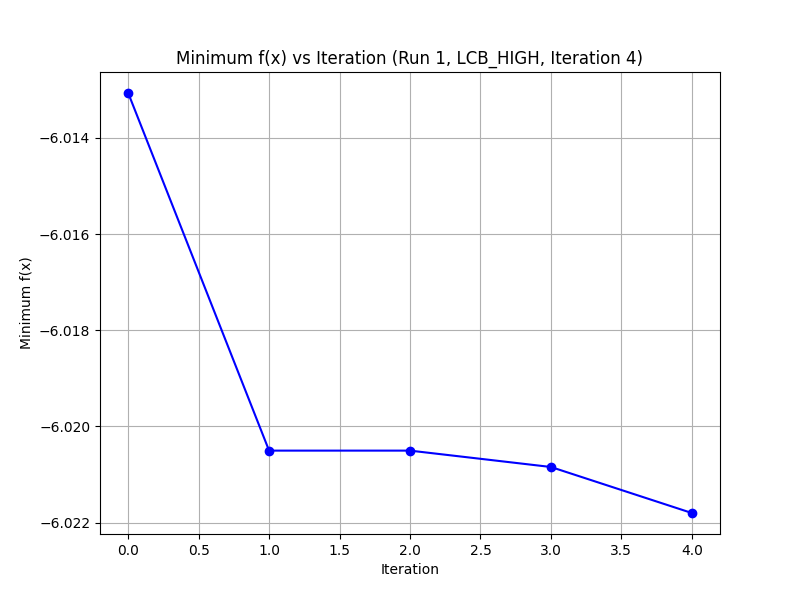 Minimum f(x) vs Iteration (Run 1, LCB_HIGH, Iteration 4)
Minimum f(x)
−6.014
−6.016
−6.018
−6.020
−6.022
0.0 0.5 1.0 1.5 2.0 2.5 3.0 3.5 4.0
Iteration